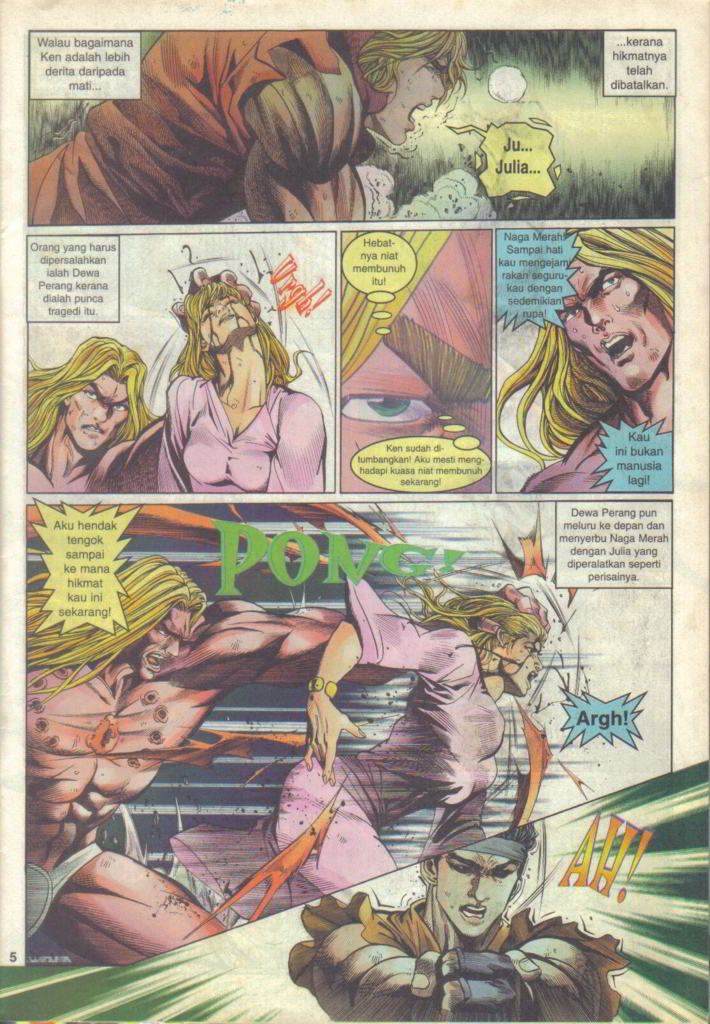 Walau bagaimana
Ken adalah lebih
derita daripada
mati...
...kerana
hikmatnya
telah
dibatalkan.
Ju...
Julia...
Orang yang harus
dipersalahkan
ialah Dewa
Perang kerana
dialah punca
tragedi itu.
Urgh!!
Hebat-
nya niat
membunuh
itu!
Ken sudah di-
tumbangkan! Aku mesti meng-
hadapi kuasa niat membunuh
sekarang!
Naga Merah!
Sampai hati
kau mengejam
rakan seguru-
kau dengan
sedemikian
rupa!
Kau
ini bukan
manusia
lagi!
Aku hendak
tengok
sampai
ke mana
hikmat
kau ini
sekarang!
PONG!
Dewa Perang pun
meluru ke depan dan
menyerbu Naga Merah
dengan Julia yang
diperalatkan seperti
perisainya.
Argh!
AH!
5